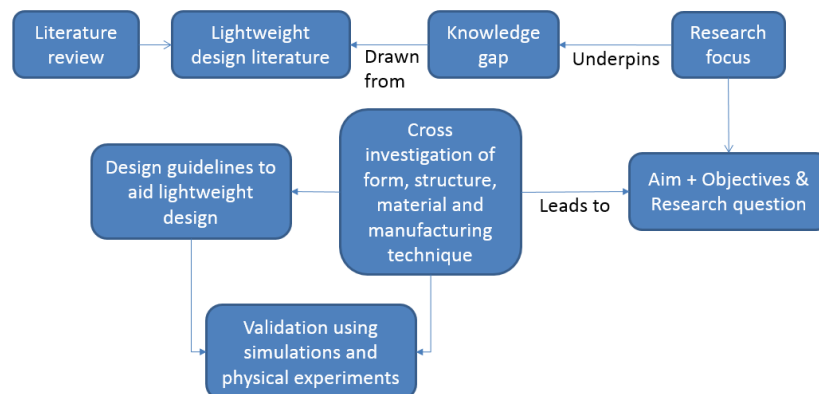 Literature
review
Lightweight
design literature
Drawn
from
Knowledge
gap
Underpins
Research
focus
Design guidelines to
aid lightweight
design
Cross
investigation of
form, structure,
material and
manufacturing
technique
Leads to
Aim + Objectives &
Research question
Validation using
simulations and
physical experiments